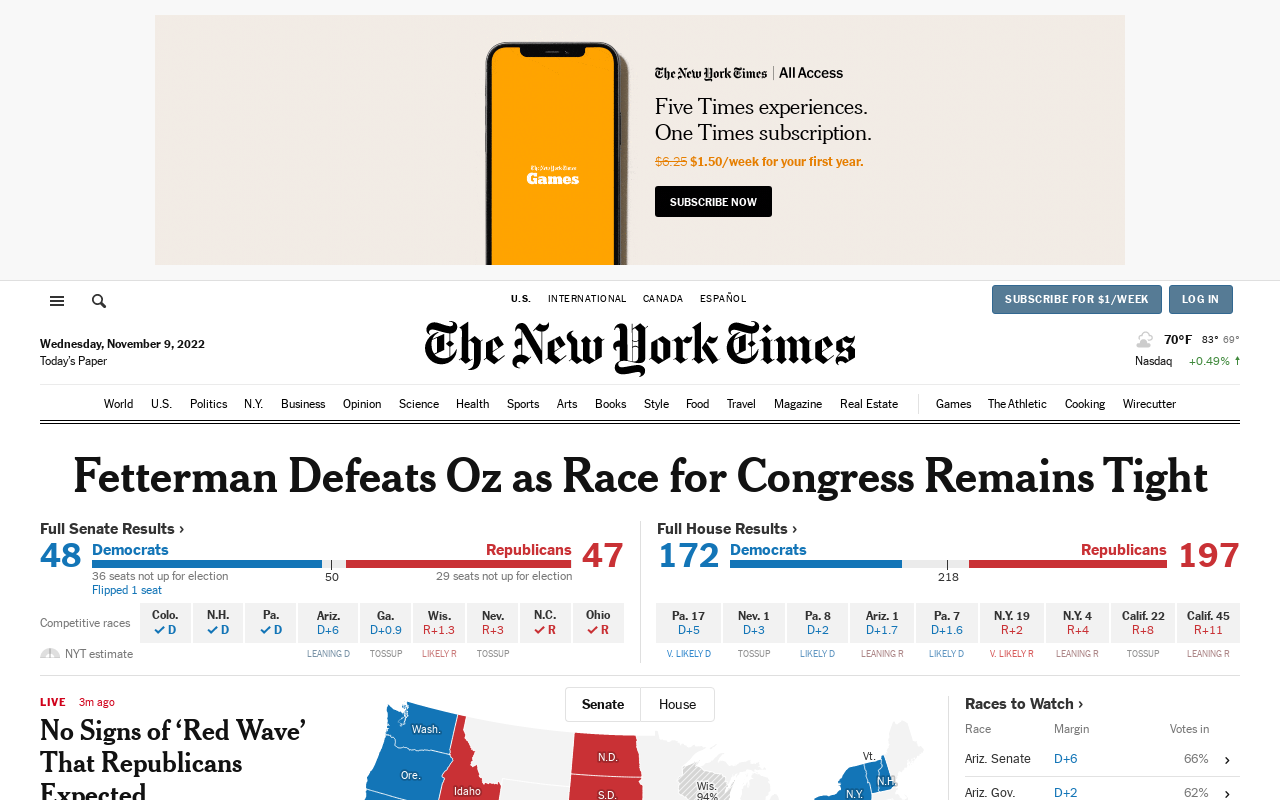 The New York Times | All Access
Five Times experiences.
One Times subscription.
$6.25 $1.50/week for your first year.
The New York Times
Games
SUBSCRIBE NOW
U.S. INTERNATIONAL CANADA ESPAÑOL
SUBSCRIBE FOR $1/WEEK LOG IN
The New York Times
Wednesday, November 9, 2022
Today's Paper
70°F 83° 69°
Nasdaq +0.49% ↑
World U.S. Politics N.Y. Business Opinion Science Health Sports Arts Books Style Food Travel Magazine Real Estate Games The Athletic Cooking Wirecutter
Fetterman Defeats Oz as Race for Congress Remains Tight
Full Senate Results ›
48 Democrats Republicans 47
36 seats not up for election 50 29 seats not up for election
Flipped 1 seat
Competitive races
Colo. N.H. Pa. Ariz. Ga. Wis. Nev. N.C. Ohio
✓ D ✓ D ✓ D D+6 D+0.9 R+1.3 R+3 ✓ R ✓ R
NYT estimate LEANING D TOSSUP LIKELY R TOSSUP
Full House Results ›
172 Democrats Republicans 197
218
Pa. 17 Nev. 1 Pa. 8 Ariz. 1 Pa. 7 N.Y. 19 N.Y. 4 Calif. 22 Calif. 45
D+5 D+3 D+2 D+1.7 D+1.6 R+2 R+4 R+8 R+11
V. LIKELY D TOSSUP LIKELY D LEANING R LIKELY D V. LIKELY R LEANING R TOSSUP LEANING R
LIVE 3m ago
No Signs of ‘Red Wave’
That Republicans
Expected
Senate House
Wash.
Ore.
Idaho
N.D.
S.D.
Wis.
94%
Vt.
N.H.
N.Y.
Races to Watch ›
Race Margin Votes in
Ariz. Senate D+6 66% ›
Ariz. Gov. D+2 62% ›